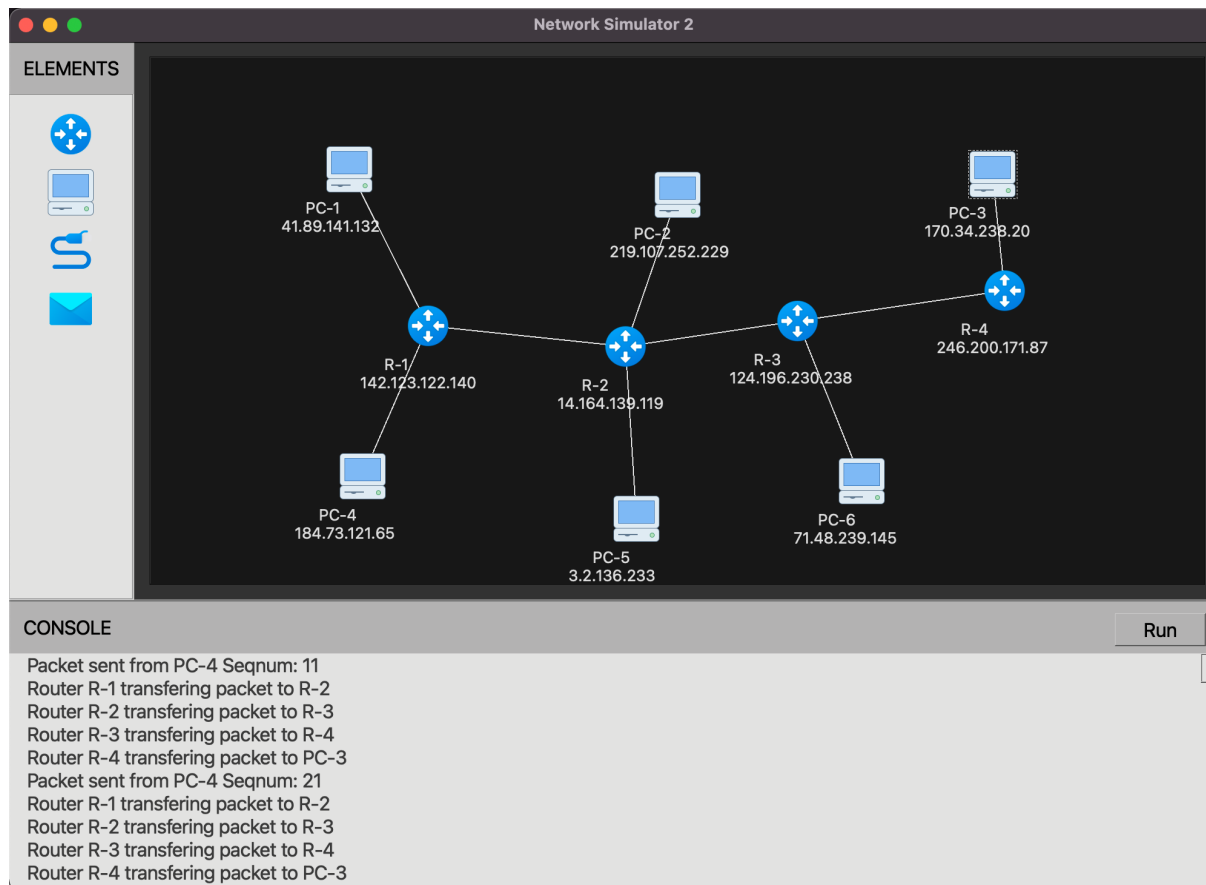 Network Simulator 2
ELEMENTS
PC-1
41.89.141.132
PC-2
219.107.252.229
PC-3
170.34.238.20
R-1
142.123.122.140
R-2
14.164.139.119
R-3
124.196.230.238
R-4
246.200.171.87
PC-4
184.73.121.65
PC-5
3.2.136.233
PC-6
71.48.239.145
CONSOLE
Run
Packet sent from PC-4 Seqnum: 11
Router R-1 transfering packet to R-2
Router R-2 transfering packet to R-3
Router R-3 transfering packet to R-4
Router R-4 transfering packet to PC-3
Packet sent from PC-4 Seqnum: 21
Router R-1 transfering packet to R-2
Router R-2 transfering packet to R-3
Router R-3 transfering packet to R-4
Router R-4 transfering packet to PC-3